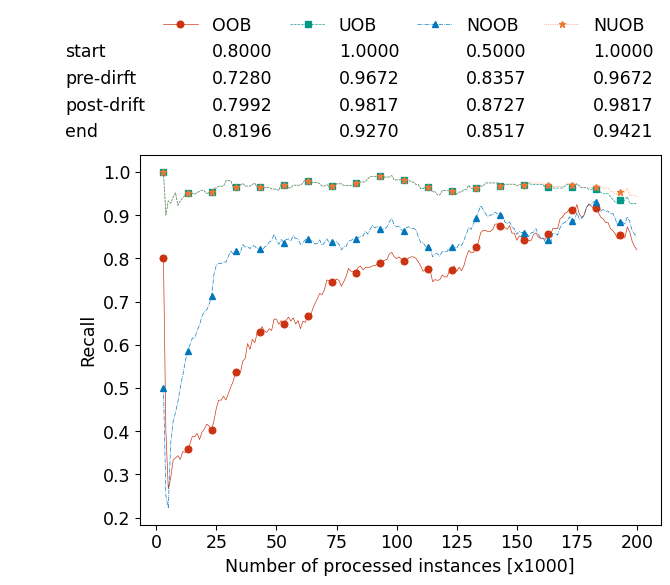 OOB UOB NOOB NUOB
start 0.8000 1.0000 0.5000 1.0000
pre-dirft 0.7280 0.9672 0.8357 0.9672
post-drift 0.7992 0.9817 0.8727 0.9817
end 0.8196 0.9270 0.8517 0.9421
1.0
0.9
0.8
0.7
0.6
0.5
0.4
0.3
0.2
Recall
0 25 50 75 100 125 150 175 200
Number of processed instances [x1000]